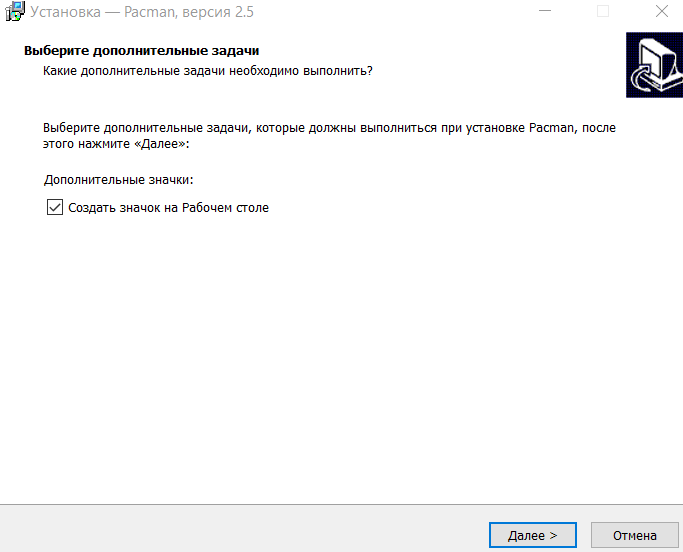 Установка — Pacman, версия 2.5
Выберите дополнительные задачи
Какие дополнительные задачи необходимо выполнить?
Выберите дополнительные задачи, которые должны выполниться при установке Pacman, после
этого нажмите «Далее»:
Дополнительные значки:
Создать значок на Рабочем столе
Далее >
Отмена